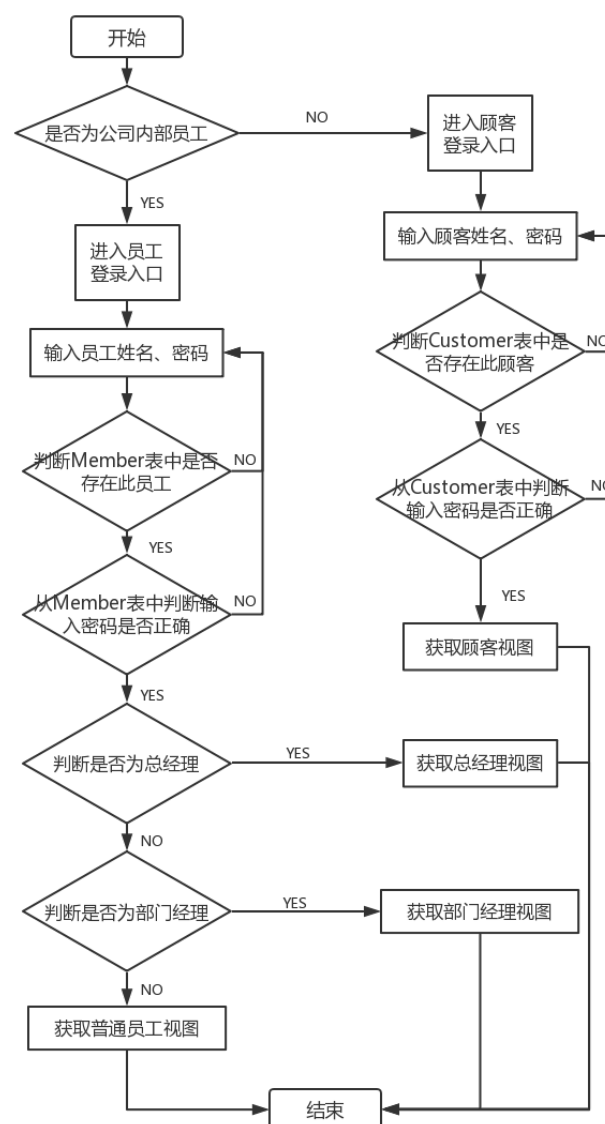 开始
是否为公司内部员工
NO
进入顾客
登录入口
YES
进入员工
登录入口
输入顾客姓名、密码
输入员工姓名、密码
判断Customer表中是
否存在此顾客
NO
YES
判断Member表中是否
存在此员工
NO
从Customer表中判断
输入密码是否正确
NO
YES
YES
从Member表中判断输
入密码是否正确
NO
获取顾客视图
YES
判断是否为总经理
YES
获取总经理视图
NO
判断是否为部门经理
YES
获取部门经理视图
NO
获取普通员工视图
结束